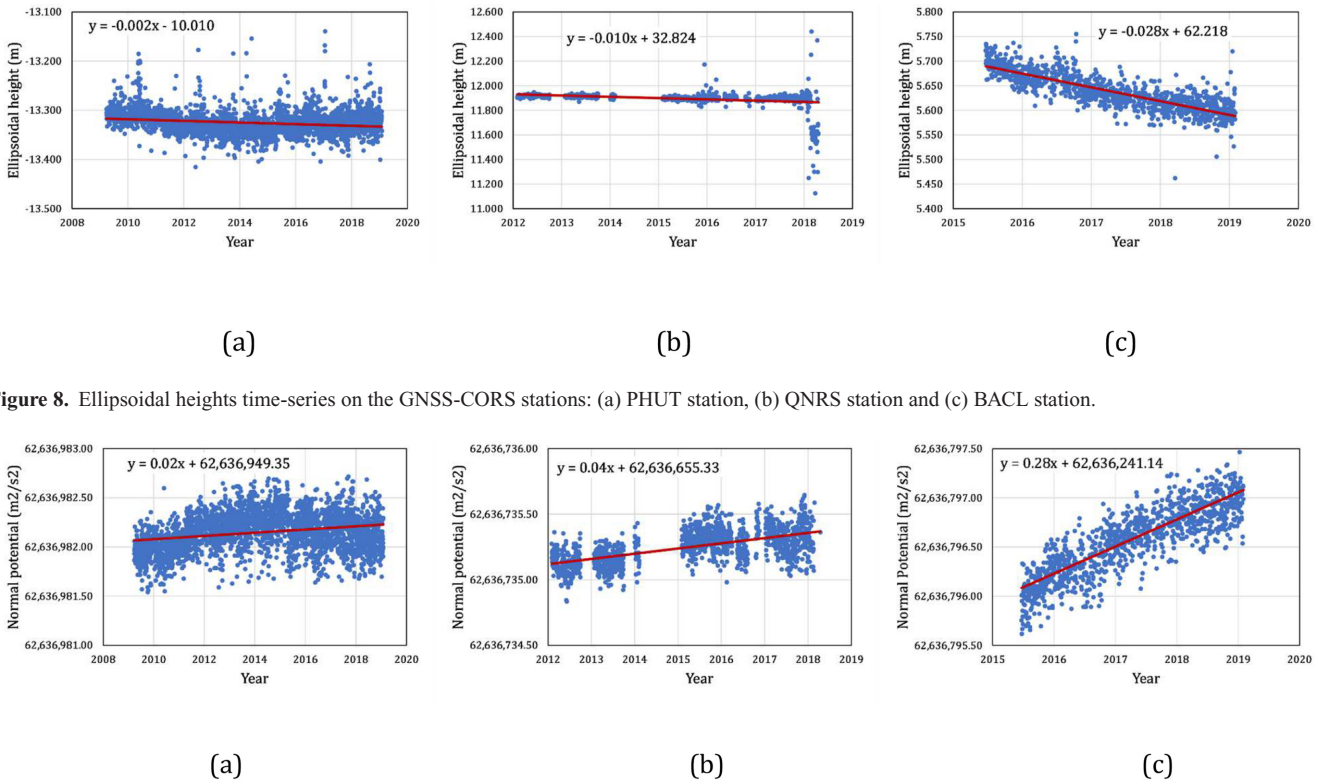 y = -0.002x - 10.010
-13.100
-13.200
-13.300
-13.400
-13.500
Ellipsoidal height (m)
2008 2010 2012 2014 2016 2018 2020
Year
y = -0.010x + 32.824
12.600
12.400
12.200
12.000
11.800
11.600
11.400
11.200
11.000
Ellipsoidal height (m)
2012 2013 2014 2015 2016 2017 2018 2019
Year
y = -0.028x + 62.218
5.800
5.750
5.700
5.650
5.600
5.550
5.500
5.450
5.400
Ellipsoidal height (m)
2015 2016 2017 2018 2019 2020
Year
(a) (b) (c)
igure 8. Ellipsoidal heights time-series on the GNSS-CORS stations: (a) PHUT station, (b) QNRS station and (c) BACL station.
y = 0.02x + 62,636,949.35
62,636,983.00
62,636,982.50
62,636,982.00
62,636,981.50
62,636,981.00
Normal potential (m2/s2)
2008 2010 2012 2014 2016 2018 2020
Year
y = 0.04x + 62,636,655.33
62,636,736.00
62,636,735.50
62,636,735.00
62,636,734.50
Normal potential (m2/s2)
2012 2013 2014 2015 2016 2017 2018 2019
Year
y = 0.28x + 62,636,241.14
62,636,797.50
62,636,797.00
62,636,796.50
62,636,796.00
62,636,795.50
Normal Potential (m2/s2)
2015 2016 2017 2018 2019 2020
Year
(a) (b) (c)